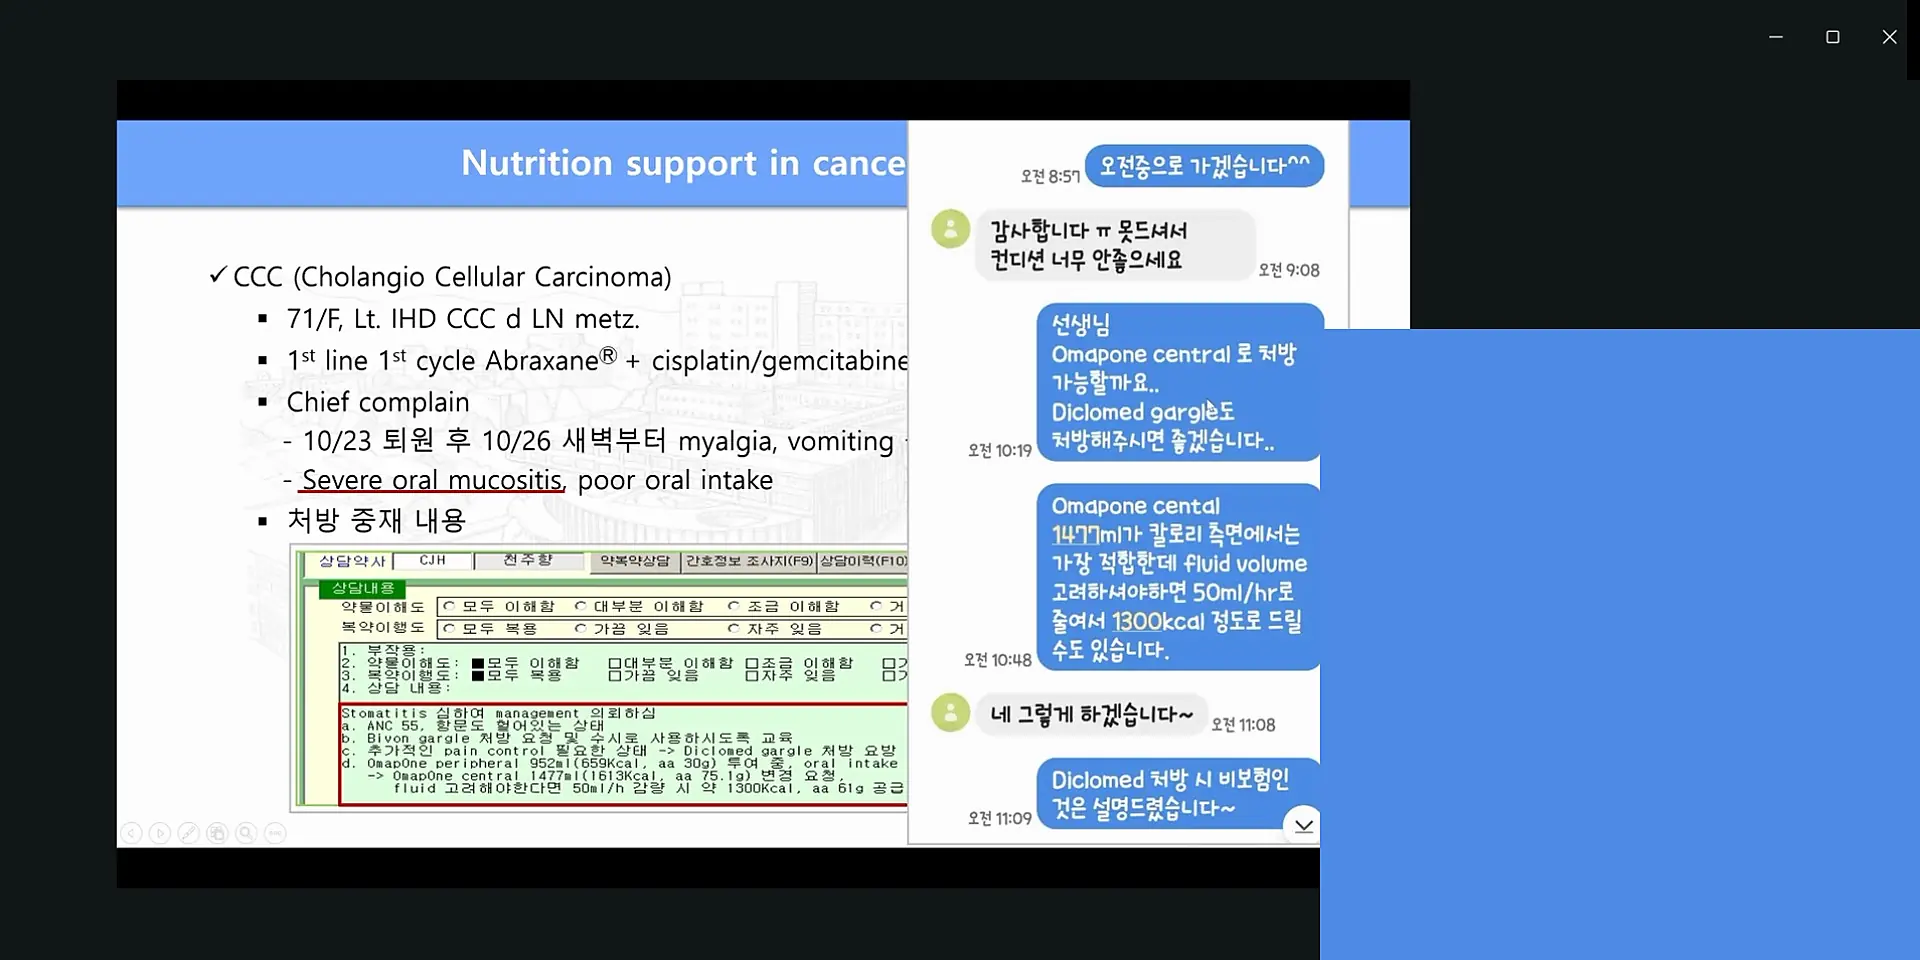 Nutrition support in cance
✓ CCC (Cholangio Cellular Carcinoma)
▪ 71/F, Lt. IHD CCC d LN metz.
▪ 1st line 1st cycle Abraxane® + cisplatin/gemcitabine
▪ Chief complain
- 10/23 퇴원 후 10/26 새벽부터 myalgia, vomiting
- Severe oral mucositis, poor oral intake
▪ 처방 중재 내용
상담약사 CJH 천주향 약복약상담 간호정보 조사지(F9) 상담이력(F10)
상담내용
약물이해도 ○ 모두 이해함 ○ 대부분 이해함 ○ 조금 이해함 ○ 거
복약이행도 ○ 모두 복용 ○ 가끔 잊음 ○ 자주 잊음 ○ 거
1. 부작용:
2. 약물이해도: ■모두 이해함 □대부분 이해함 □조금 이해함
3. 복약이행도: ■모두 복용 □가끔 잊음 □자주 잊음
4. 상담 내용:
Stomatitis 심하여 management 의뢰하심
a. ANC 55, 항문도 헐어있는 상태
b. Bivon gargle 처방 요청 및 수시로 사용하시도록 교육
c. 추가적인 pain control 필요한 상태 -> Diclomed gargle 처방 요방
d. OmapOne peripheral 952ml(659Kcal, aa 30g) 투여 중, oral intake
-> OmapOne central 1477ml(1613Kcal, aa 75.1g) 변경 요청,
fluid 고려해야한다면 50ml/h 감량 시 약 1300Kcal, aa 61g 공급
오전 8:57 오전중으로 가겠습니다^^
감사합니다 ㅠ 못드셔서
컨디션 너무 안좋으세요
오전 9:08
선생님
Omapone central 로 처방
가능할까요..
Diclomed gargle도
처방해주시면 좋겠습니다..
오전 10:19
Omapone cental
1477ml가 칼로리 측면에서는
가장 적합한데 fluid volume
고려하셔야하면 50ml/hr로
줄여서 1300kcal 정도로 드릴
수도 있습니다.
오전 10:48
네 그렇게 하겠습니다~ 오전 11:08
Diclomed 처방 시 비보험인
것은 설명드렸습니다~
오전 11:09